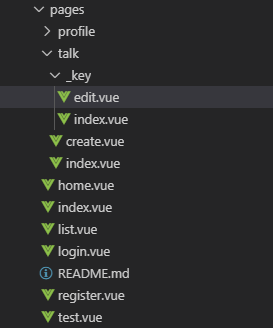 pages
profile
talk
_key
edit.vue
index.vue
create.vue
index.vue
home.vue
index.vue
list.vue
login.vue
README.md
register.vue
test.vue